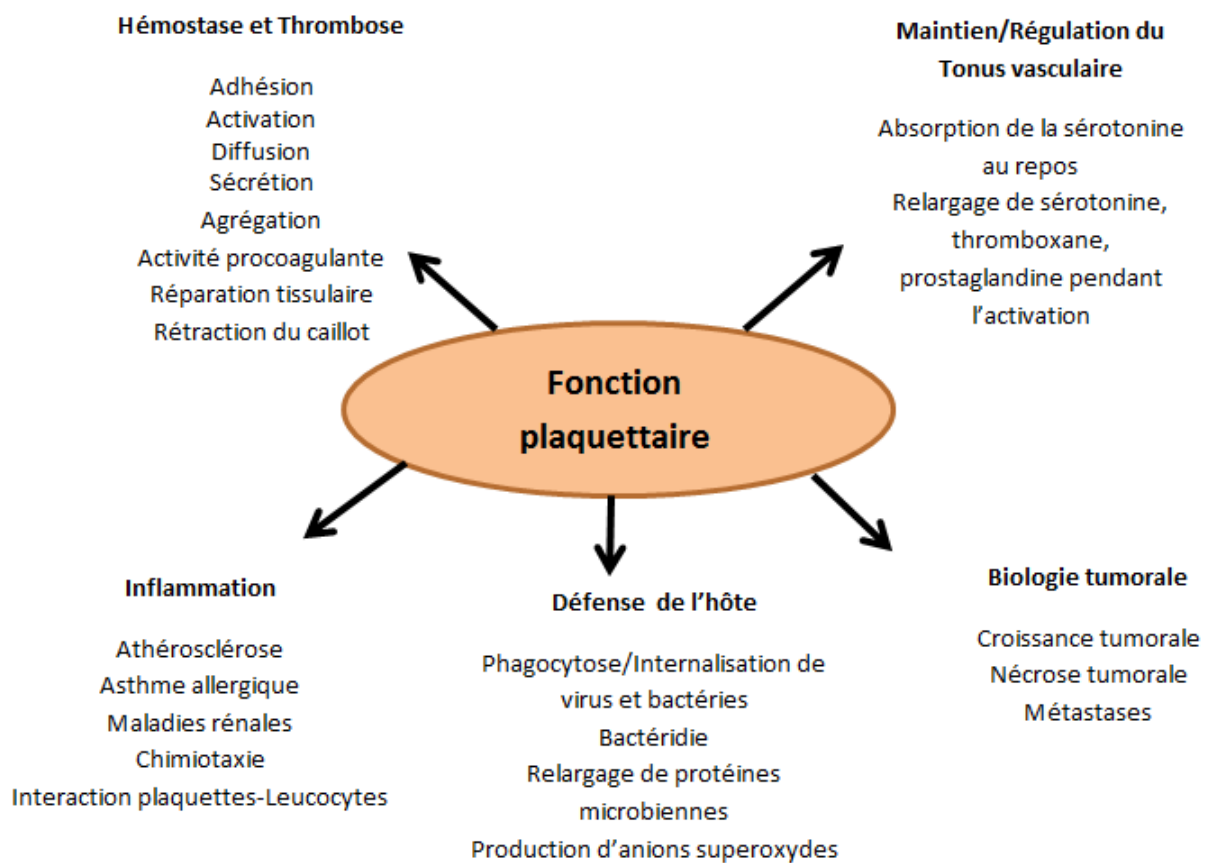 Hémostase et Thrombose
Adhésion
Activation
Diffusion
Sécrétion
Agrégation
Activité procoagulante
Réparation tissulaire
Rétraction du caillot
Maintien/Régulation du
Tonus vasculaire
Absorption de la sérotonine
au repos
Relargage de sérotonine,
thromboxane,
prostaglandine pendant
l’activation
Fonction
plaquettaire
Inflammation
Athérosclérose
Asthme allergique
Maladies rénales
Chimiotaxie
Interaction plaquettes-Leucocytes
Défense de l’hôte
Phagocytose/Internalisation de
virus et bactéries
Bactéridie
Relargage de protéines
microbiennes
Production d’anions superoxydes
Biologie tumorale
Croissance tumorale
Nécrose tumorale
Métastases